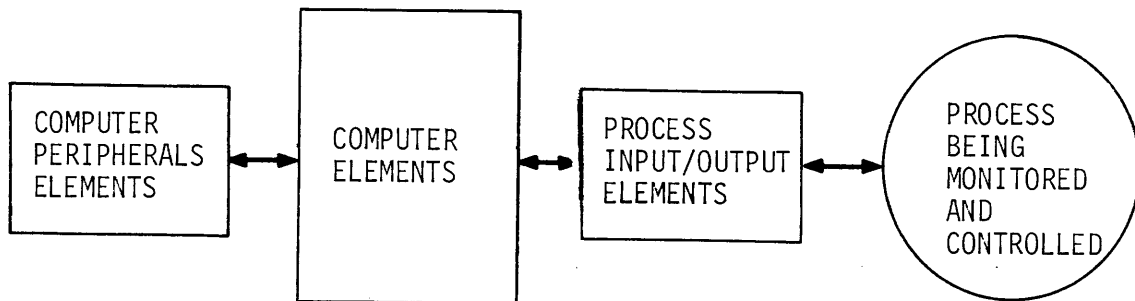 COMPUTER
PERIPHERALS
ELEMENTS
COMPUTER
ELEMENTS
PROCESS
INPUT/OUTPUT
ELEMENTS
PROCESS
BEING
MONITORED
AND
CONTROLLED